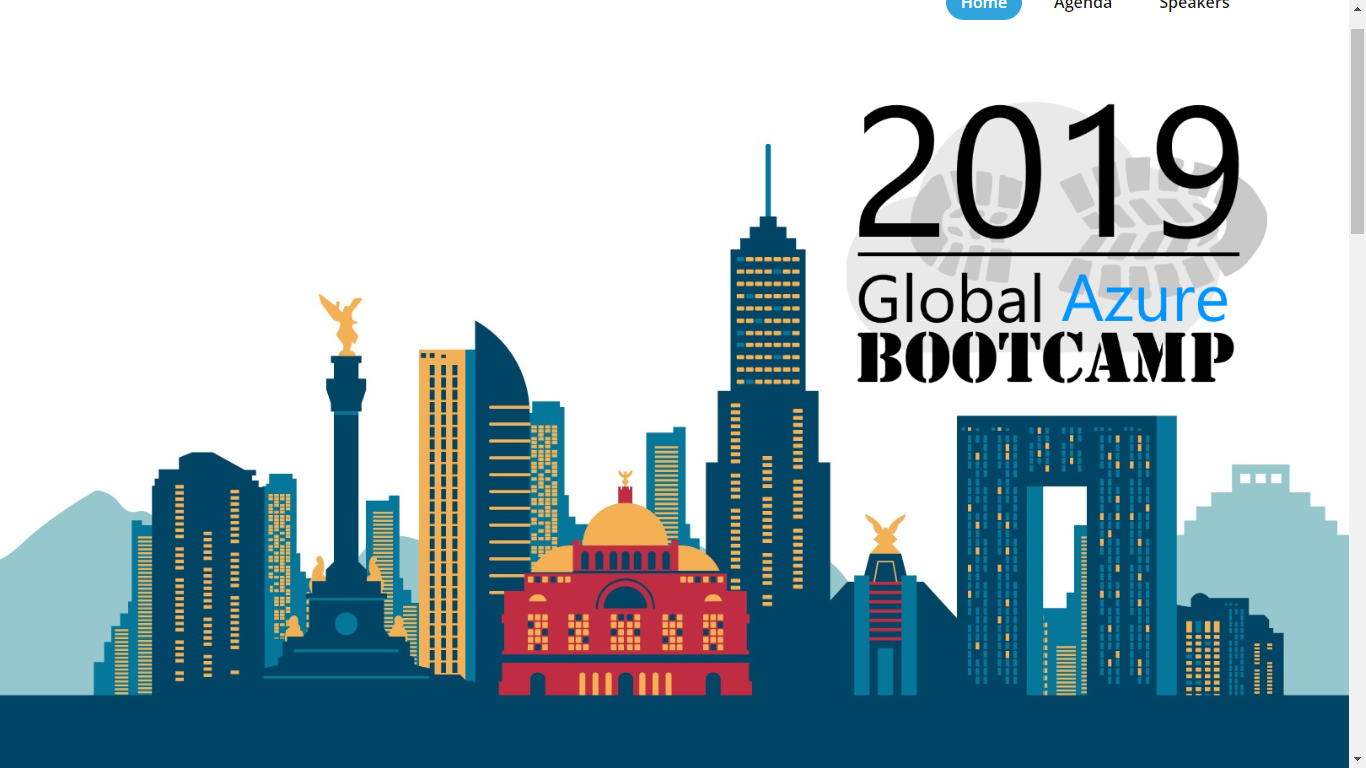 Home Agenda Speakers
2019
Global Azure
BOOTCAMP